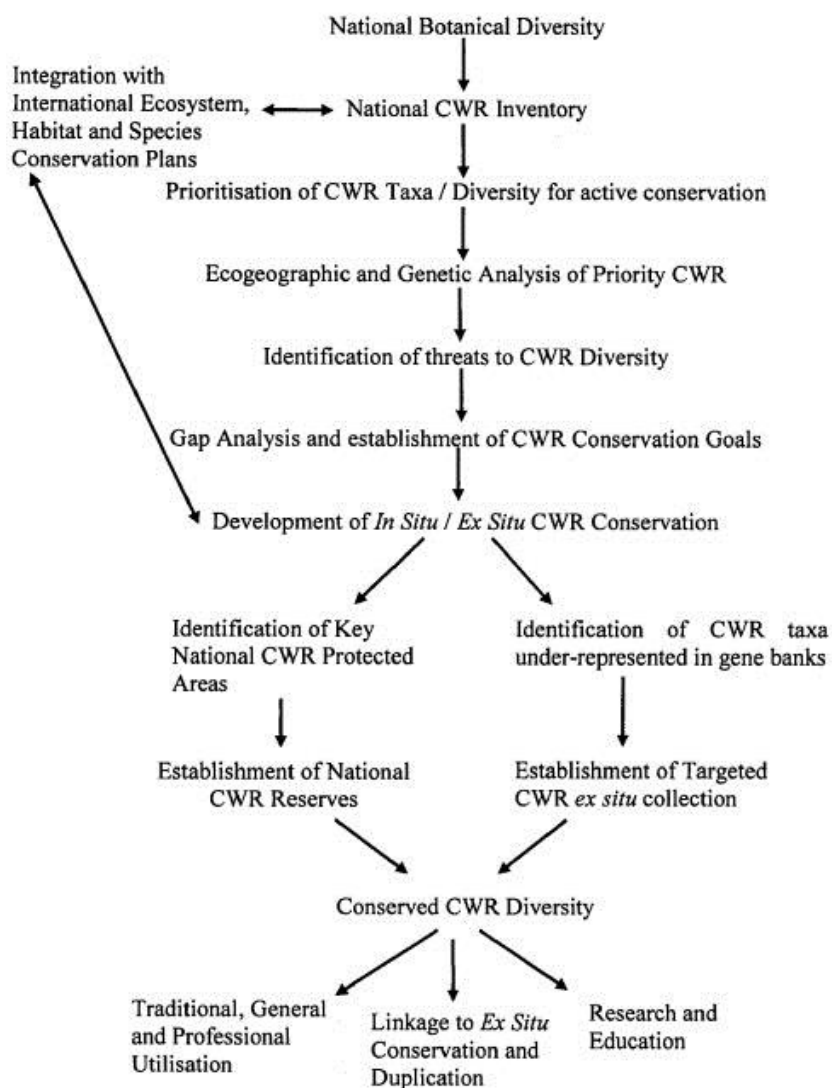 National Botanical Diversity
Integration with
International Ecosystem,
Habitat and Species
Conservation Plans
National CWR Inventory
Prioritisation of CWR Taxa / Diversity for active conservation
Ecogeographic and Genetic Analysis of Priority CWR
Identification of threats to CWR Diversity
Gap Analysis and establishment of CWR Conservation Goals
Development of In Situ / Ex Situ CWR Conservation
Identification of Key
National CWR Protected
Areas
Identification of CWR taxa
under-represented in gene banks
Establishment of National
CWR Reserves
Establishment of Targeted
CWR ex situ collection
Conserved CWR Diversity
Traditional, General
and Professional
Utilisation
Linkage to Ex Situ
Conservation and
Duplication
Research and
Education